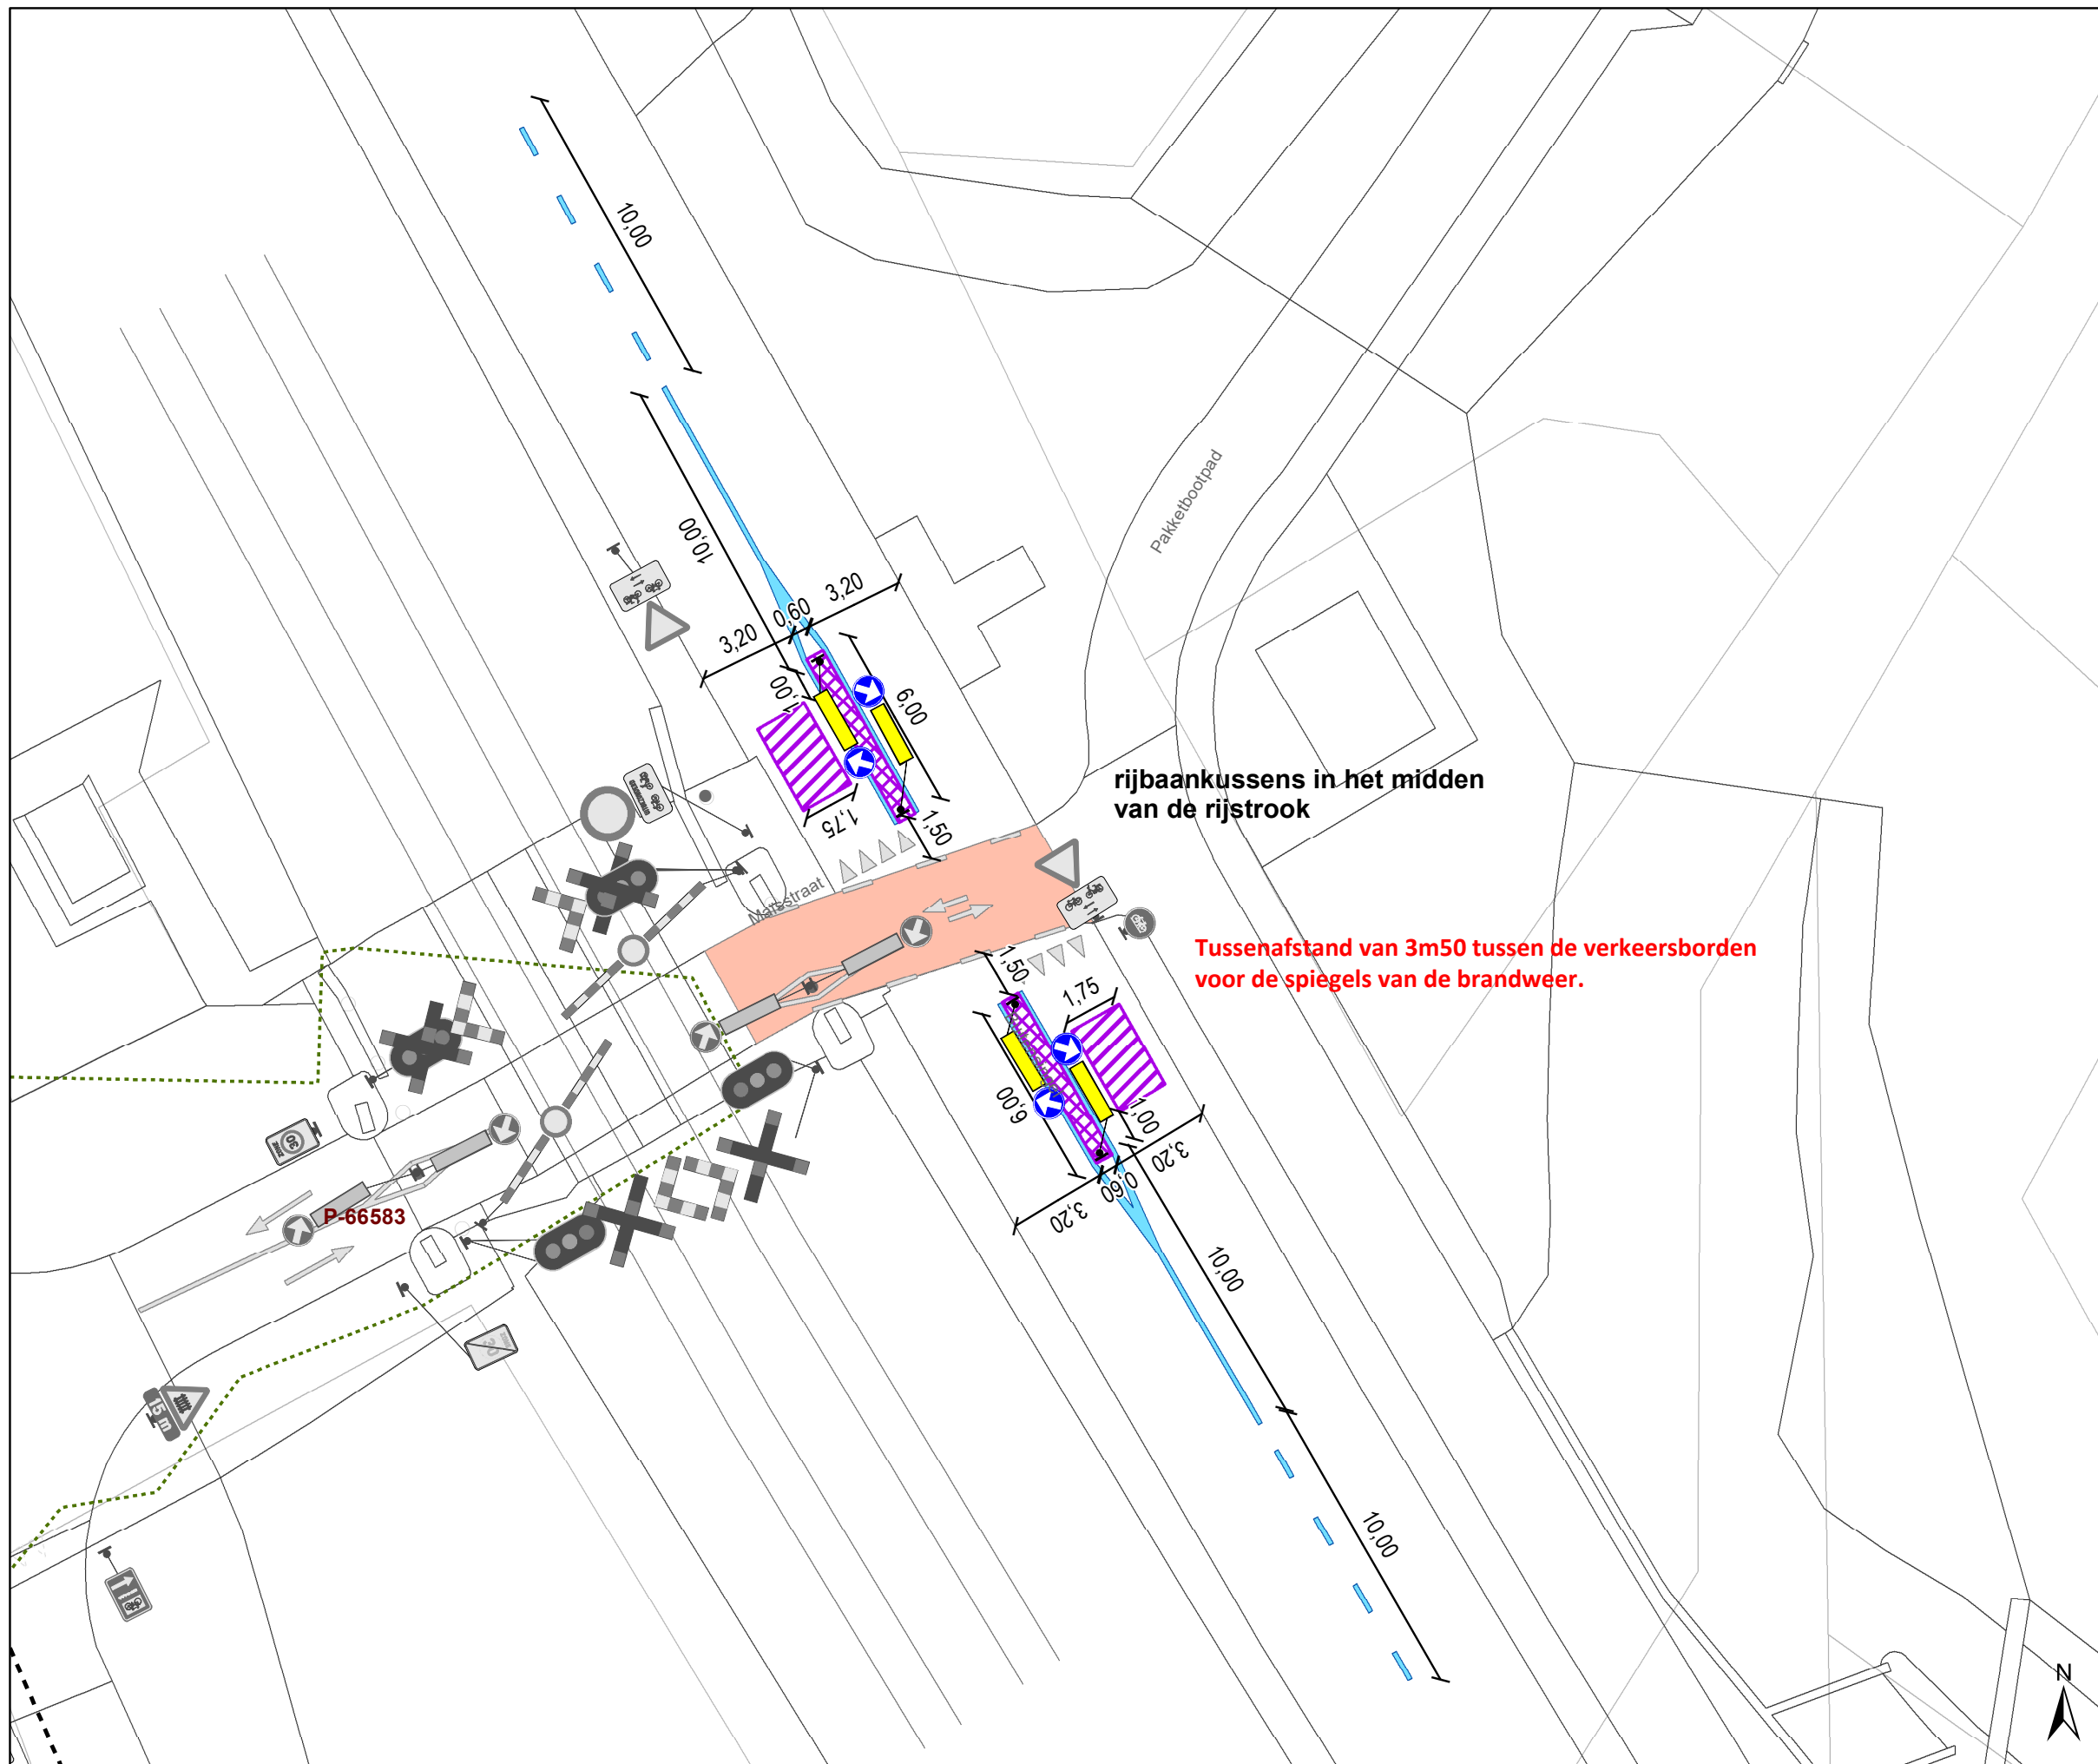 10,00
Pakketbootpad
10,00
3,20
0,60
3,20
1,00
6,00
rijbaankussens in het midden
van de rijstrook
1,75
1,50
Marsstraat
Tussenafstand van 3m50 tussen de verkeersborden
voor de spiegels van de brandweer.
1,50
1,75
6,00
1,00
3,20
0,60
3,20
30
P-66583
10,00
30
15 m
10,00
N